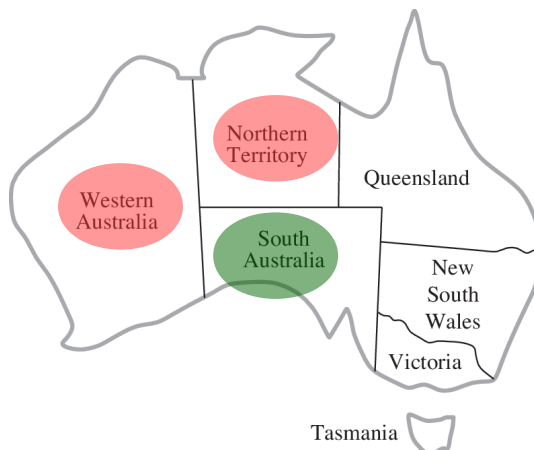 Northern
Territory
Western
Australia
Queensland
South
Australia
New
South
Wales
Victoria
Tasmania